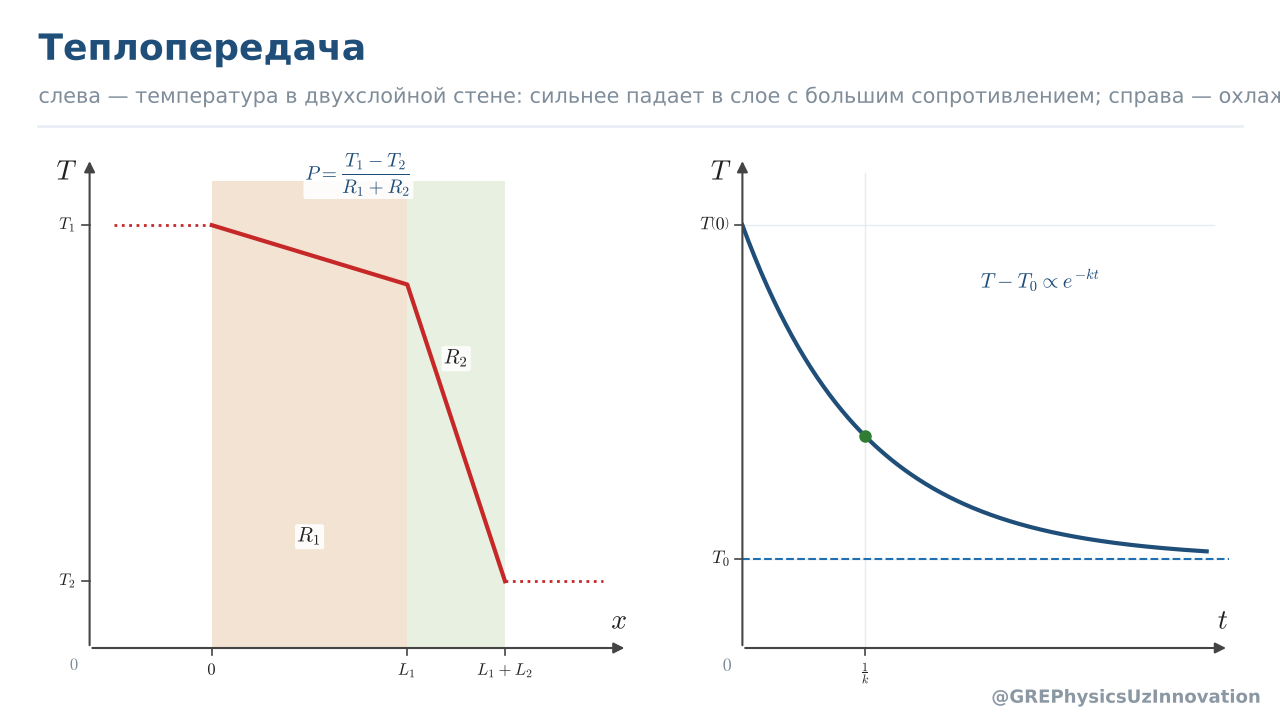 Теплопередача
слева — температура в двухслойной стене: сильнее падает в слое с большим сопротивлением; справа — охлаж
T
P = (T₁ − T₂)/(R₁ + R₂)
T₁
R₂
R₁
T₂
x
0
0
L₁
L₁ + L₂
T
T(0)
T − T₀ ∝ e^{−kt}
T₀
t
0
1/k
@GREPhysicsUzInnovation